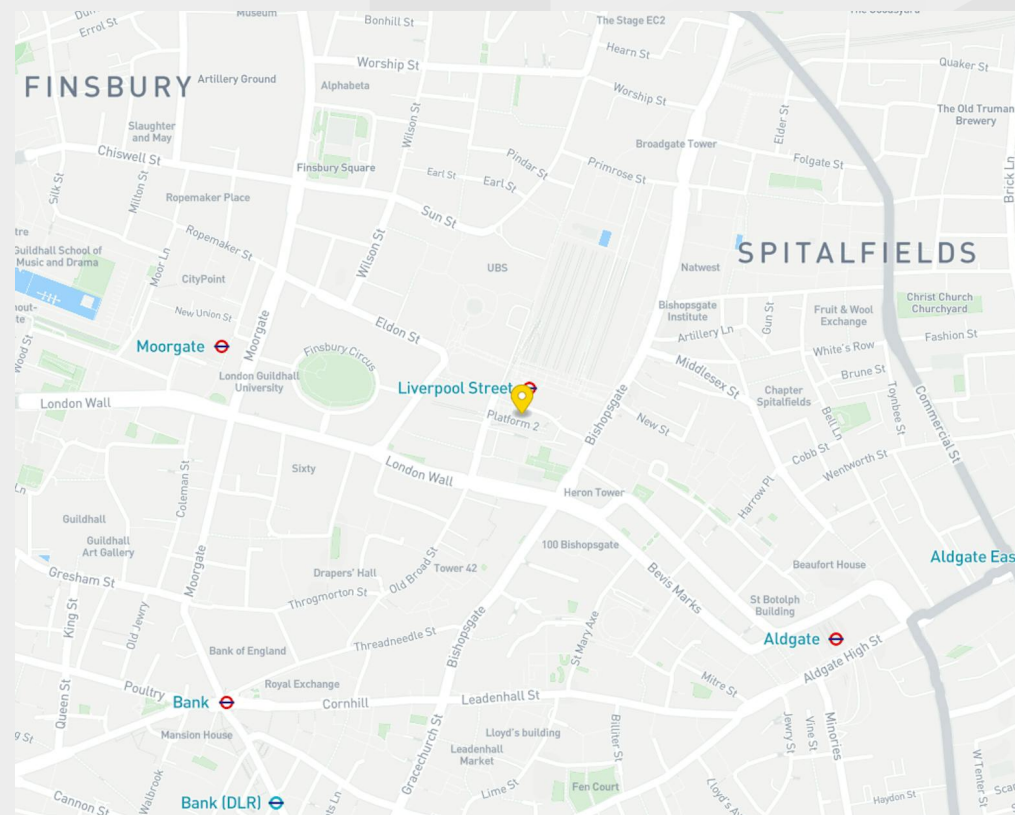 Museum
Errol St
Bonhill St
The Stage EC2
Hearn St
Worship St
Quaker St
FINSBURY
Artillery Ground
Alphabeta
Worship St
Wilson St
Elder St
The Old Truman
Brewery
Slaughter
and May
Broadgate Tower
Chiswell St
Finsbury Square
Pindar St
Primrose St
Folgate St
Brick Ln
Silk St
Milton St
Earl St
Earl St
Ropemaker Place
Sun St
Ropemaker St
Wilson St
Guildhall School of
Music and Drama
Moor Ln
CityPoint
UBS
Natwest
SPITALFIELDS
New Union St
Moorgate
Bishopsgate
Institute
Gun St
Fruit & Wool
Exchange
Christ Church
Churchyard
Eldon St
Artillery Ln
Fashion St
Moorgate
Finsbury Circus
White's Row
Wood St
London Guildhall
University
Middlesex St
Brune St
Liverpool Street
Chapter
Spitalfields
Toynbee St
Commercial St
London Wall
Platform 2
Bishopsgate
New St
Bell Ln
Cobb St
Wentworth St
Sixty
London Wall
Coleman St
Heron Tower
Harrow Pl
Guildhall
Guildhall
Art Gallery
100 Bishopsgate
Moorgate
Drapers' Hall
Old Broad St
Tower 42
Bevis Marks
Beaufort House
Aldgate Eas
Gresham St
Throgmorton St
St Botolph
Building
King St
Old Jewry
Threadneedle St
Bishopsgate
St Mary Axe
Aldgate
Aldgate High St
Bank of England
Poultry
Royal Exchange
Mitre St
Queen St
Bank
Cornhill
Leadenhall St
Mansion House
Gracechurch St
Lloyd's building
Billiter St
Jewry St
Vine St
Minories
Leadenhall
Market
W Tenter St
Walbrook
Lime St
Fen Court
Cannon St
Bank (DLR)
Lloyd's Av
Haydon St